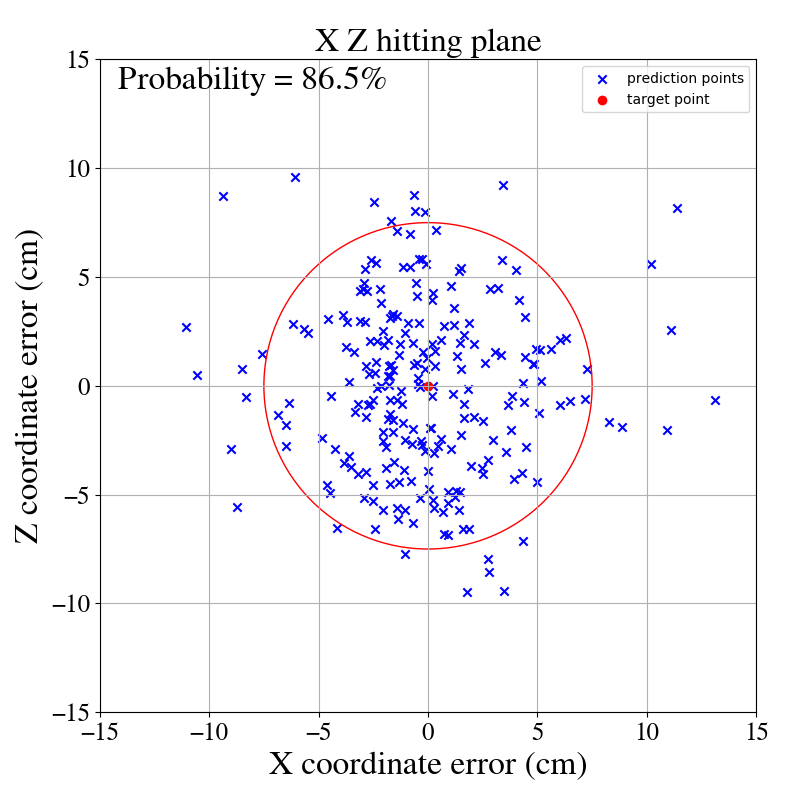 X Z hitting plane
Probability = 86.5%
prediction points
target point
15
10
5
0
−5
−10
−15
Z coordinate error (cm)
−15 −10 −5 0 5 10 15
X coordinate error (cm)